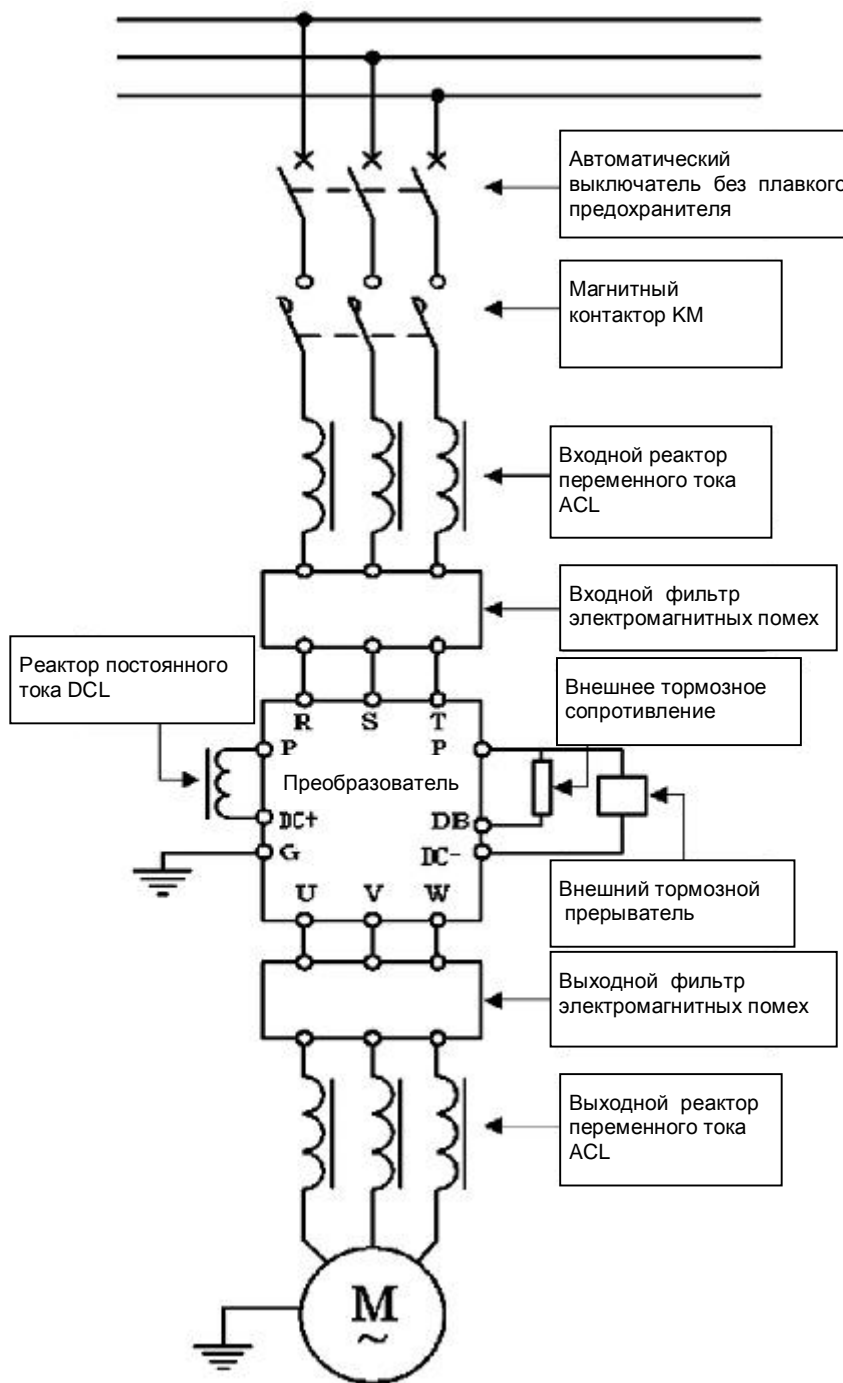 Автоматический
выключатель без плавкого
предохранителя
Магнитный
контактор КМ
Входной реактор
переменного тока
ACL
Входной фильтр
электромагнитных помех
Реактор постоянного
тока DCL
Внешнее тормозное
сопротивление
R S T
P P
Преобразователь
DC+ DB
G DC-
U V W
Внешний тормозной
прерыватель
Выходной фильтр
электромагнитных помех
Выходной реактор
переменного тока
ACL
M
~